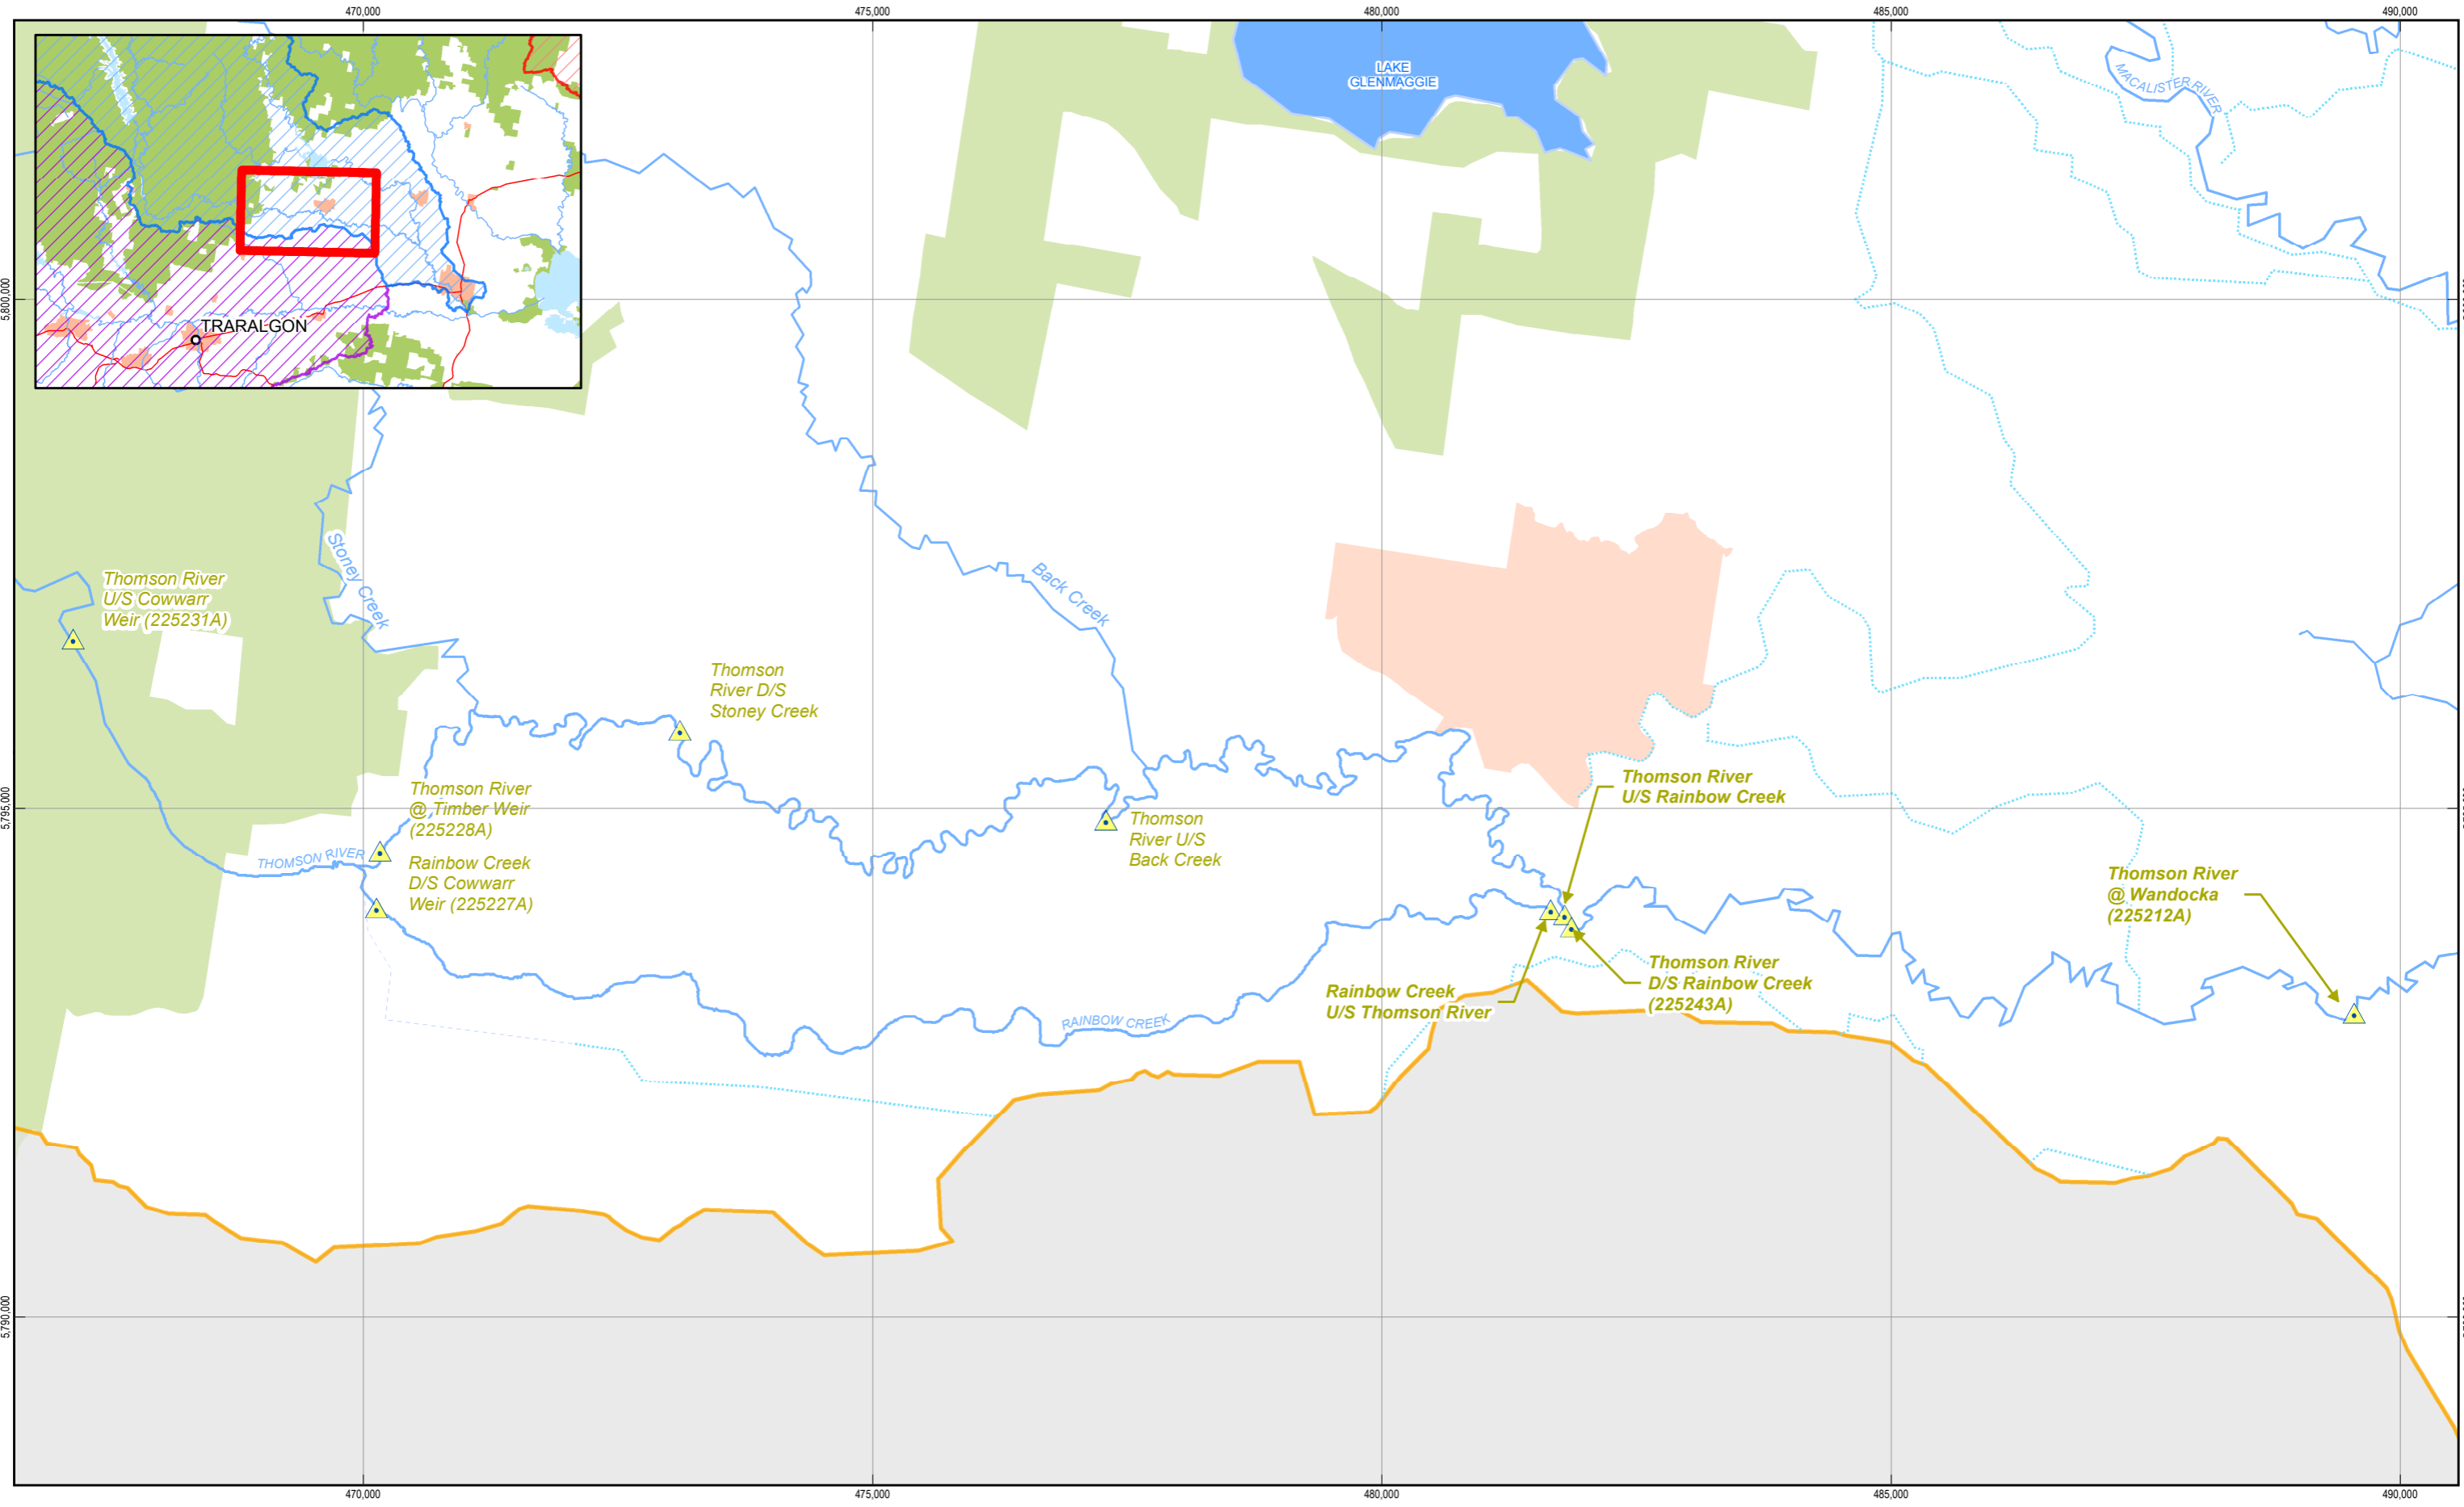 470,000
475,000
480,000
485,000
490,000
LAKE
GLENMAGGIE
MACALISTER RIVER
TRARALGON
5,800,000
Stoney Creek
Back Creek
Thomson River
U/S Cowwarr
Weir (225231A)
Thomson
River D/S
Stoney Creek
Thomson River
@ Timber Weir
(225228A)
Thomson River
U/S Rainbow Creek
5,795,000
Thomson
River U/S
Back Creek
THOMSON RIVER
Rainbow Creek
D/S Cowwarr
Weir (225227A)
Thomson River
@ Wandocka
(225212A)
Thomson River
D/S Rainbow Creek
(225243A)
Rainbow Creek
U/S Thomson River
RAINBOW CREEK
5,790,000
470,000
475,000
480,000
485,000
490,000